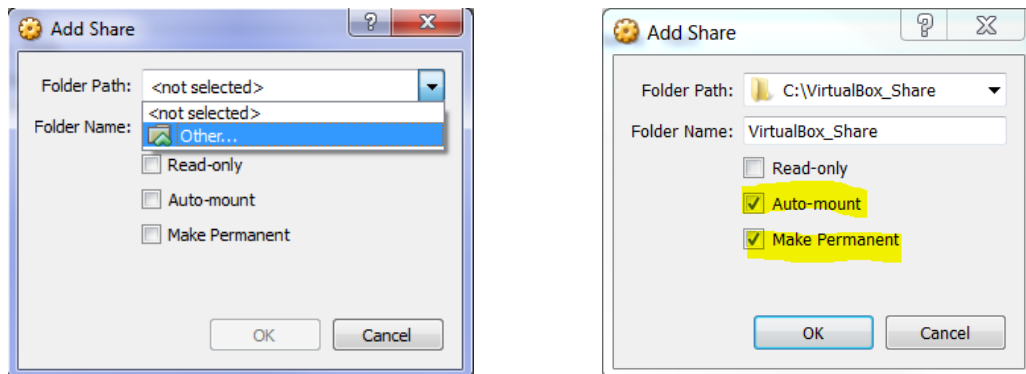 Add Share
Folder Path: <not selected>
<not selected>
Folder Name: Other...
Read-only
Auto-mount
Make Permanent
OK Cancel
Add Share
Folder Path: C:\VirtualBox_Share
Folder Name: VirtualBox_Share
Read-only
Auto-mount
Make Permanent
OK Cancel